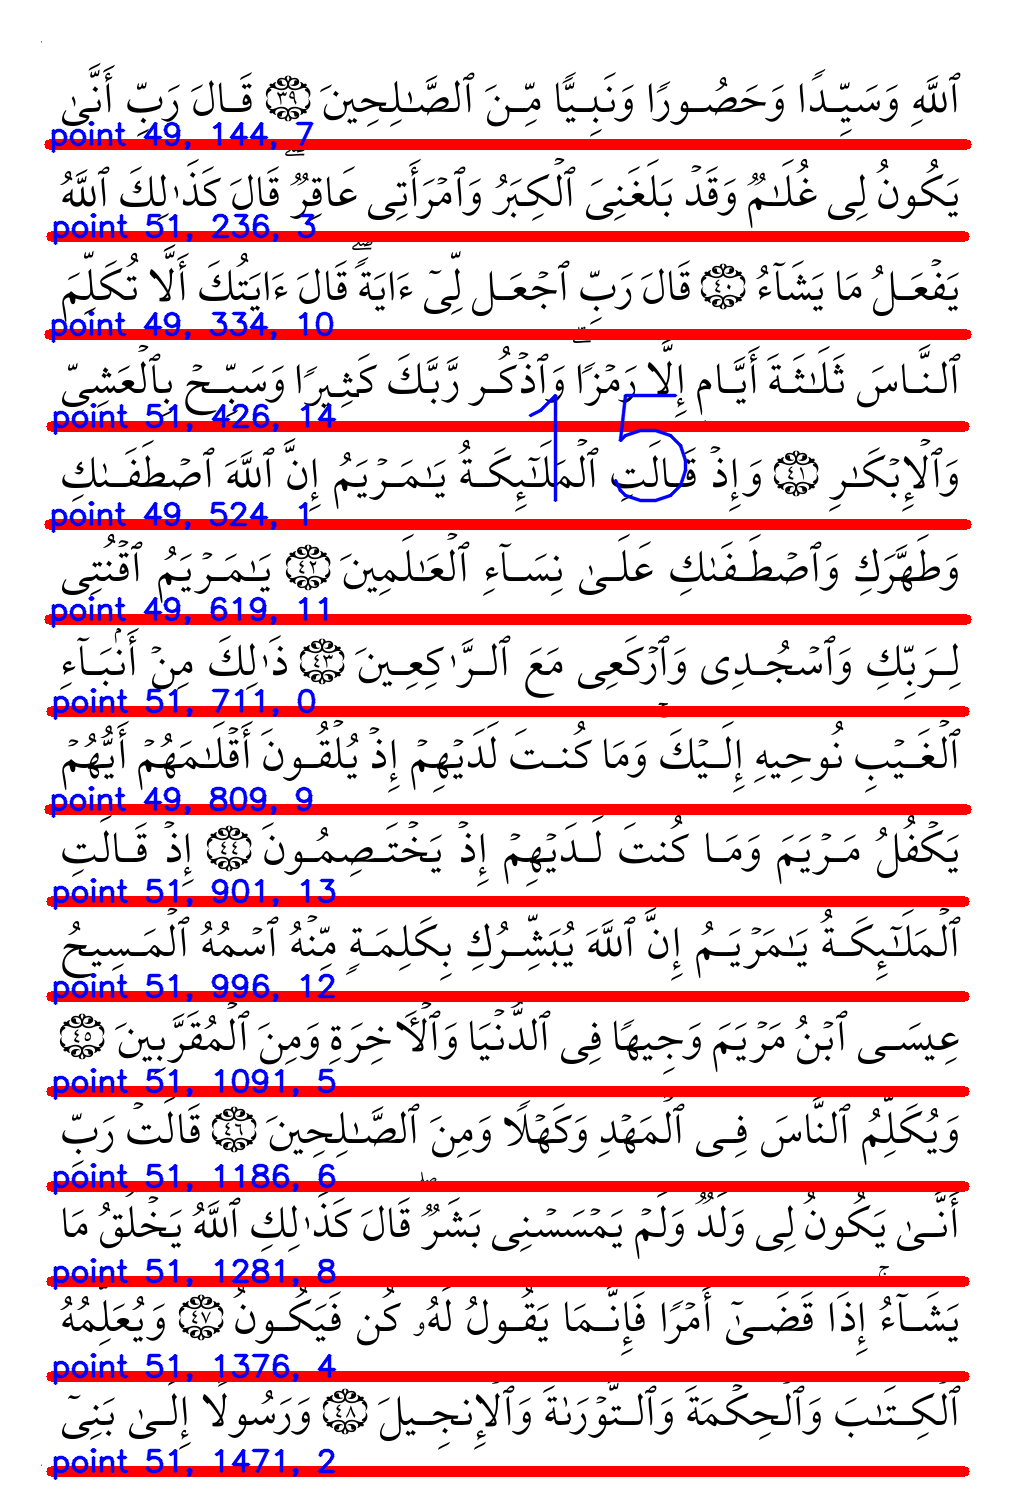 ٱللَّهِ وَسَيِّدًا وَحَصُورًا وَنَبِيًّا مِّنَ ٱلصَّـٰلِحِينَ ٣٩ قَالَ رَبِّ أَنَّىٰ
point 49, 144, 7
يَكُونُ لِى غُلَـٰمٌ وَقَدْ بَلَغَنِىَ ٱلْكِبَرُ وَٱمْرَأَتِى عَاقِرٌ ۖ قَالَ كَذَٰلِكَ ٱللَّهُ
point 51, 236, 3
يَفْعَلُ مَا يَشَآءُ ٤٠ قَالَ رَبِّ ٱجْعَل لِّىٓ ءَايَةً ۖ قَالَ ءَايَتُكَ أَلَّا تُكَلِّمَ
point 49, 334, 10
ٱلنَّاسَ ثَلَـٰثَةَ أَيَّامٍ إِلَّا رَمْزًا ۗ وَٱذْكُر رَّبَّكَ كَثِيرًا وَسَبِّحْ بِٱلْعَشِىِّ
point 51, 426, 14
15
وَٱلْإِبْكَـٰرِ ٤١ وَإِذْ قَالَتِ ٱلْمَلَـٰٓئِكَةُ يَـٰمَرْيَمُ إِنَّ ٱللَّهَ ٱصْطَفَىٰكِ
point 49, 524, 1
وَطَهَّرَكِ وَٱصْطَفَىٰكِ عَلَىٰ نِسَآءِ ٱلْعَـٰلَمِينَ ٤٢ يَـٰمَرْيَمُ ٱقْنُتِى
point 49, 619, 11
لِرَبِّكِ وَٱسْجُدِى وَٱرْكَعِى مَعَ ٱلرَّٰكِعِينَ ٤٣ ذَٰلِكَ مِنْ أَنۢبَآءِ
point 51, 711, 0
ٱلْغَيْبِ نُوحِيهِ إِلَيْكَ ۚ وَمَا كُنتَ لَدَيْهِمْ إِذْ يُلْقُونَ أَقْلَـٰمَهُمْ أَيُّهُمْ
point 49, 809, 9
يَكْفُلُ مَرْيَمَ وَمَا كُنتَ لَدَيْهِمْ إِذْ يَخْتَصِمُونَ ٤٤ إِذْ قَالَتِ
point 51, 901, 13
ٱلْمَلَـٰٓئِكَةُ يَـٰمَرْيَمُ إِنَّ ٱللَّهَ يُبَشِّرُكِ بِكَلِمَةٍ مِّنْهُ ٱسْمُهُ ٱلْمَسِيحُ
point 51, 996, 12
عِيسَى ٱبْنُ مَرْيَمَ وَجِيهًا فِى ٱلدُّنْيَا وَٱلْـَٔاخِرَةِ وَمِنَ ٱلْمُقَرَّبِينَ ٤٥
point 51, 1091, 5
وَيُكَلِّمُ ٱلنَّاسَ فِى ٱلْمَهْدِ وَكَهْلًا وَمِنَ ٱلصَّـٰلِحِينَ ٤٦ قَالَتْ رَبِّ
point 51, 1186, 6
أَنَّىٰ يَكُونُ لِى وَلَدٌ وَلَمْ يَمْسَسْنِى بَشَرٌ ۖ قَالَ كَذَٰلِكِ ٱللَّهُ يَخْلُقُ مَا
point 51, 1281, 8
يَشَآءُ ۚ إِذَا قَضَىٰٓ أَمْرًا فَإِنَّمَا يَقُولُ لَهُۥ كُن فَيَكُونُ ٤٧ وَيُعَلِّمُهُ
point 51, 1376, 4
ٱلْكِتَـٰبَ وَٱلْحِكْمَةَ وَٱلتَّوْرَىٰةَ وَٱلْإِنجِيلَ ٤٨ وَرَسُولًا إِلَىٰ بَنِىٓ
point 51, 1471, 2